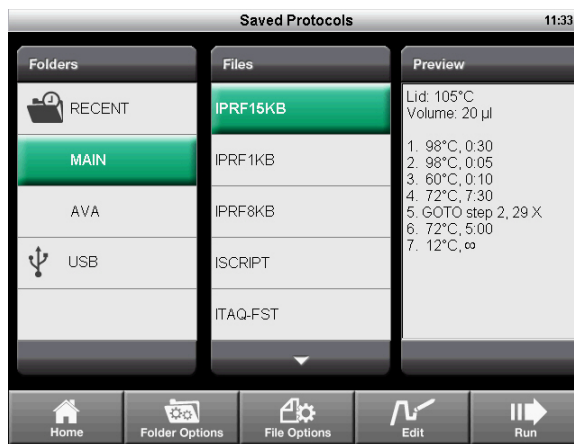 Saved Protocols
11:33
Folders
RECENT
MAIN
AVA
USB
Files
IPRF15KB
IPRF1KB
IPRF8KB
ISCRIPT
ITAQ-FST
Preview
Lid: 105°C
Volume: 20 µl
1. 98°C, 0:30
2. 98°C, 0:05
3. 60°C, 0:10
4. 72°C, 7:30
5. GOTO step 2, 29 X
6. 72°C, 5:00
7. 12°C, ∞
Home
Folder Options
File Options
Edit
Run